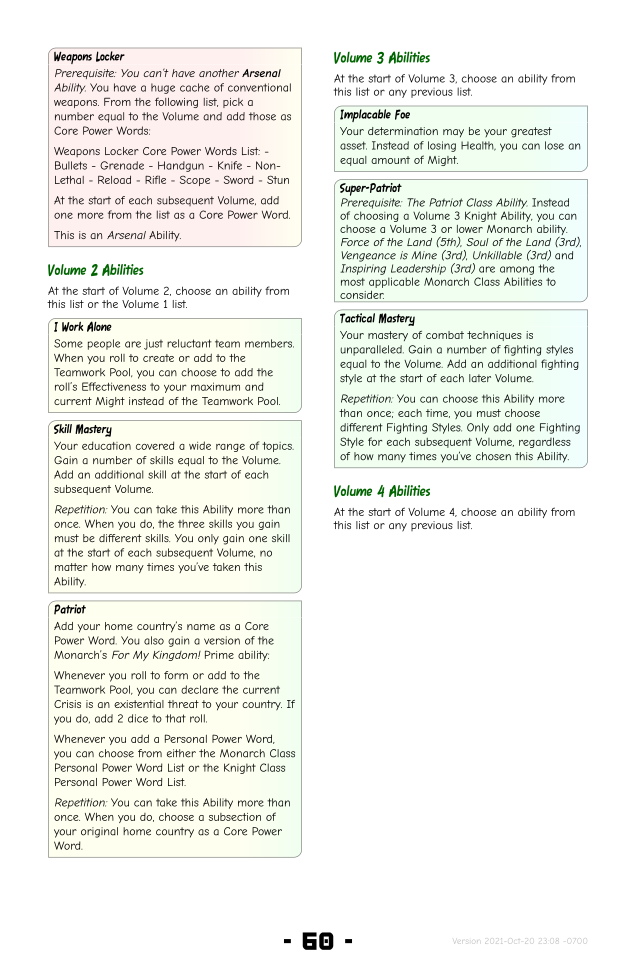 Weapons Locker
Prerequisite: You can't have another Arsenal
Ability. You have a huge cache of conventional
weapons. From the following list, pick a
number equal to the Volume and add those as
Core Power Words:
Weapons Locker Core Power Words List: -
Bullets - Grenade - Handgun - Knife - Non-
Lethal - Reload - Rifle - Scope - Sword - Stun
At the start of each subsequent Volume, add
one more from the list as a Core Power Word.
This is an Arsenal Ability.
Volume 2 Abilities
At the start of Volume 2, choose an ability from
this list or the Volume 1 list.
I Work Alone
Some people are just reluctant team members.
When you roll to create or add to the
Teamwork Pool, you can choose to add the
roll's Effectiveness to your maximum and
current Might instead of the Teamwork Pool.
Skill Mastery
Your education covered a wide range of topics.
Gain a number of skills equal to the Volume.
Add an additional skill at the start of each
subsequent Volume.
Repetition: You can take this Ability more than
once. When you do, the three skills you gain
must be different skills. You only gain one skill
at the start of each subsequent Volume, no
matter how many times you've taken this
Ability.
Patriot
Add your home country's name as a Core
Power Word. You also gain a version of the
Monarch's For My Kingdom! Prime ability:
Whenever you roll to form or add to the
Teamwork Pool, you can declare the current
Crisis is an existential threat to your country. If
you do, add 2 dice to that roll.
Whenever you add a Personal Power Word,
you can choose from either the Monarch Class
Personal Power Word List or the Knight Class
Personal Power Word List.
Repetition: You can take this Ability more than
once. When you do, choose a subsection of
your original home country as a Core Power
Word.
Volume 3 Abilities
At the start of Volume 3, choose an ability from
this list or any previous list.
Implacable Foe
Your determination may be your greatest
asset. Instead of losing Health, you can lose an
equal amount of Might.
Super-Patriot
Prerequisite: The Patriot Class Ability. Instead
of choosing a Volume 3 Knight Ability, you can
choose a Volume 3 or lower Monarch ability.
Force of the Land (5th), Soul of the Land (3rd),
Vengeance is Mine (3rd), Unkillable (3rd) and
Inspiring Leadership (3rd) are among the
most applicable Monarch Class Abilities to
consider.
Tactical Mastery
Your mastery of combat techniques is
unparalleled. Gain a number of fighting styles
equal to the Volume. Add an additional fighting
style at the start of each later Volume.
Repetition: You can choose this Ability more
than once; each time, you must choose
different Fighting Styles. Only add one Fighting
Style for each subsequent Volume, regardless
of how many times you've chosen this Ability.
Volume 4 Abilities
At the start of Volume 4, choose an ability from
this list or any previous list.
- 60 -
Version 2021-Oct-20 23:08 -0700